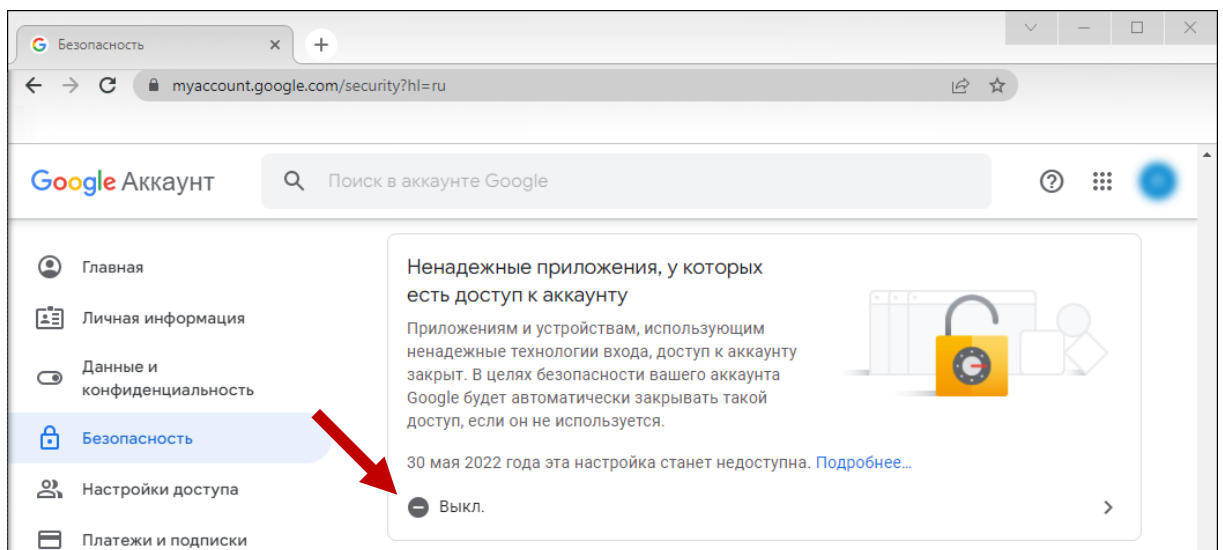 Безопасность
myaccount.google.com/security?hl=ru
Google Аккаунт
Поиск в аккаунте Google
Главная
Личная информация
Данные и
конфиденциальность
Безопасность
Настройки доступа
Платежи и подписки
Ненадежные приложения, у которых
есть доступ к аккаунту
Приложениям и устройствам, использующим
ненадежные технологии входа, доступ к аккаунту
закрыт. В целях безопасности вашего аккаунта
Google будет автоматически закрывать такой
доступ, если он не используется.
30 мая 2022 года эта настройка станет недоступна. Подробнее...
Выкл.